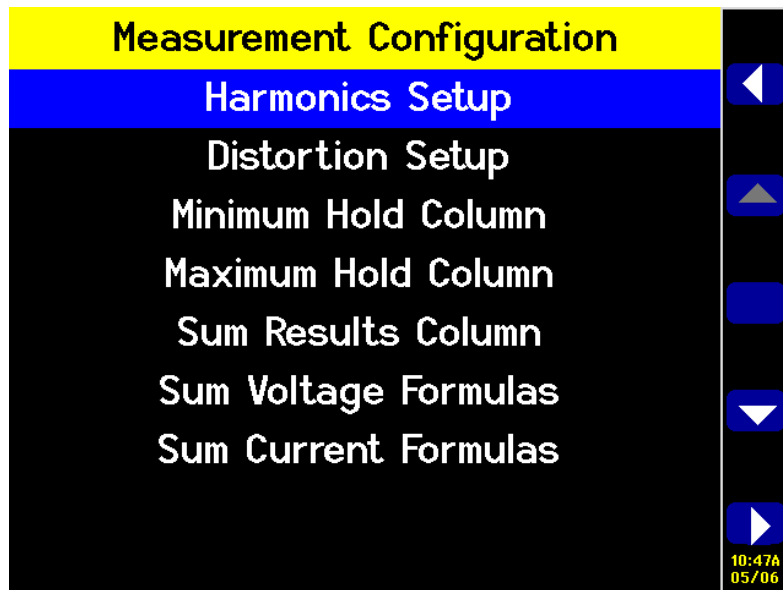 Measurement Configuration
Harmonics Setup
Distortion Setup
Minimum Hold Column
Maximum Hold Column
Sum Results Column
Sum Voltage Formulas
Sum Current Formulas
10:47A
05/06